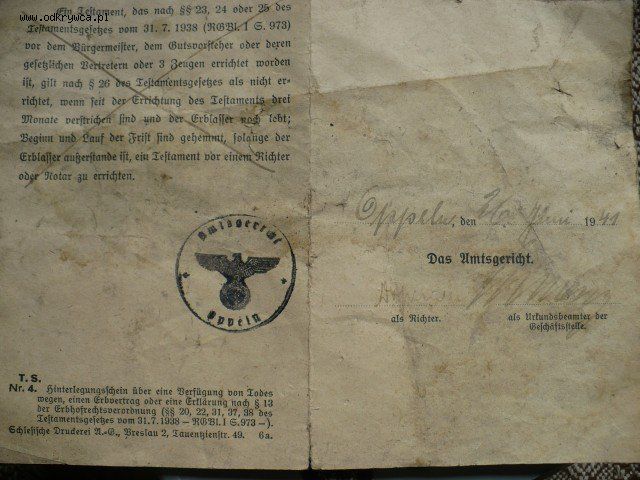 www.odkrywca.pl
Ein Testament, das nach §§ 23, 24 oder 25 des
Testamentsgesetzes vom 31. 7. 1938 (RGBl. I S. 973)
vor dem Bürgermeister, dem Gutsvorsteher oder deren
gesetzlichen Vertretern oder 3 Zeugen errichtet worden
ist, gilt nach § 26 des Testamentsgesetzes als nicht er-
richtet, wenn seit der Errichtung des Testaments drei
Monate verstrichen sind und der Erblasser noch lebt;
Beginn und Lauf der Frist sind gehemmt, solange der
Erblasser außerstande ist, ein Testament vor einem Richter
oder Notar zu errichten.
Amtsgericht
Oppeln
Oppeln, den 26. 1941
Das Amtsgericht.
als Richter.
als Urkundsbeamter der
Geschäftsstelle.
T. S.
Nr. 4. Hinterlegungsschein über eine Verfügung von Todes
wegen, einen Erbvertrag oder eine Erklärung nach § 13
der Erbhofrechtsverordnung (§§ 20, 22, 31, 37, 38 des
Testamentsgesetzes vom 31.7.1938 – RGBl. I S. 973 –).
Schlesische Druckerei A.-G., Breslau 2, Tauentzienstr. 49. 6a.